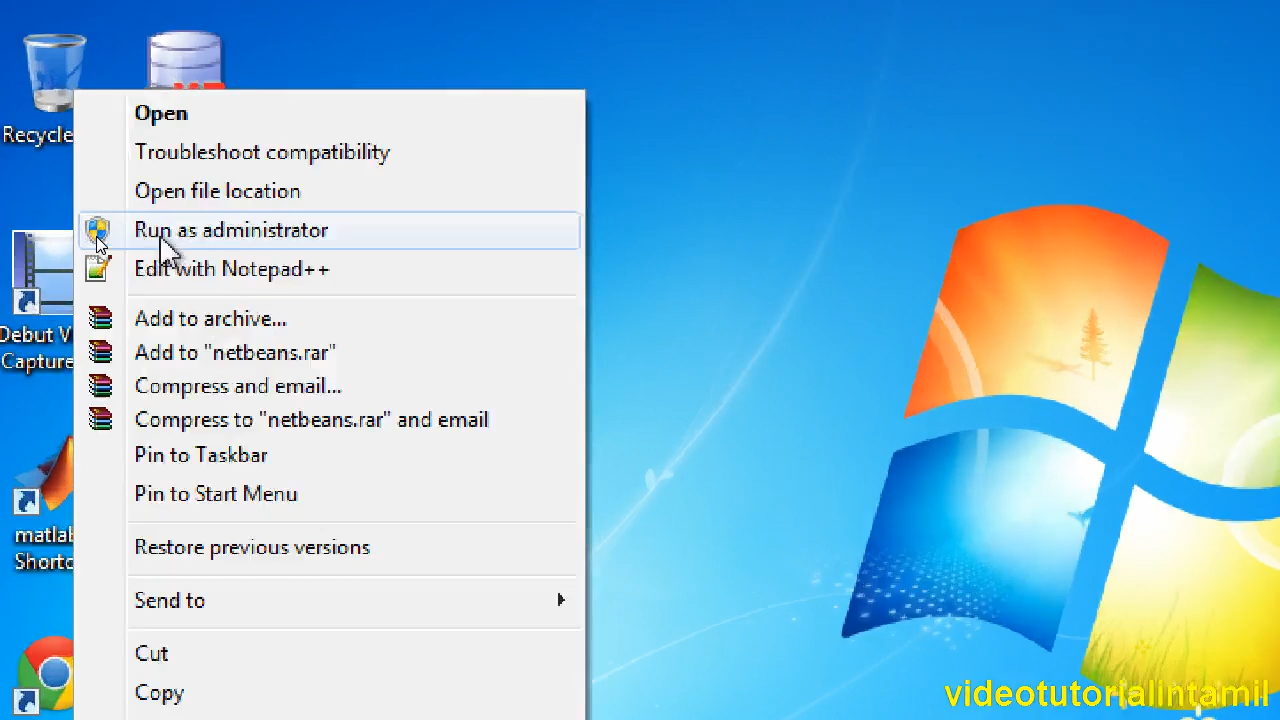 Recycle
Open
Troubleshoot compatibility
Open file location
Run as administrator
Edit with Notepad++
Add to archive...
Add to "netbeans.rar"
Compress and email...
Compress to "netbeans.rar" and email
Pin to Taskbar
Pin to Start Menu
Restore previous versions
Send to
Cut
Copy
Debut V
Capture
matlab
Shortc
videotutorialintamil